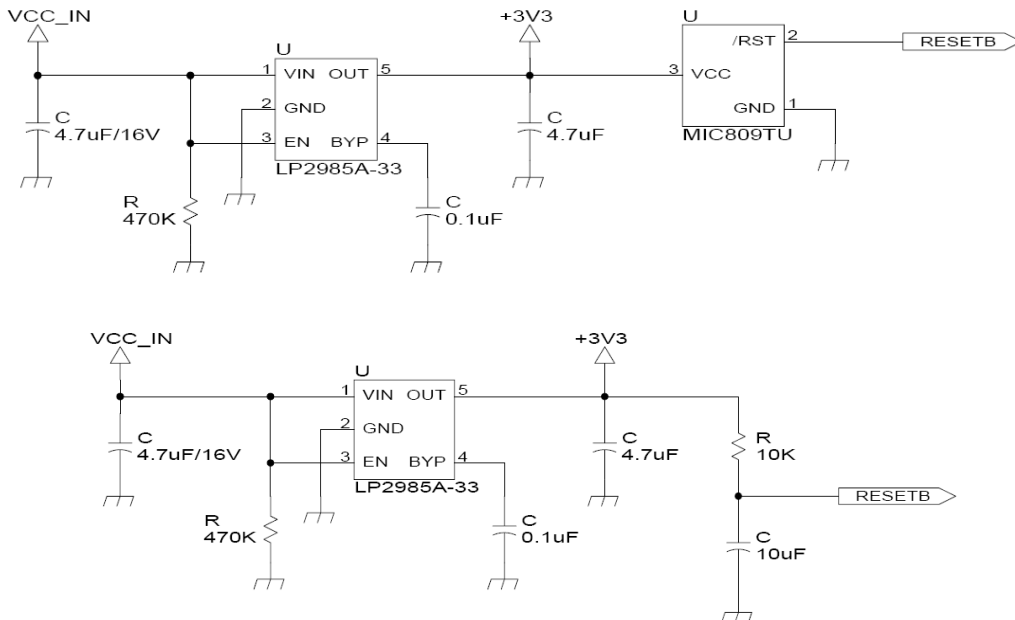 VCC_IN
+3V3
U
U
/RST
2
RESETB
1
VIN
OUT
5
3
VCC
2
GND
GND
1
C
4.7uF/16V
3
EN
BYP
4
C
4.7uF
MIC809TU
LP2985A-33
R
470K
C
0.1uF
VCC_IN
+3V3
U
1
VIN
OUT
5
2
GND
C
4.7uF/16V
3
EN
BYP
4
C
4.7uF
R
10K
LP2985A-33
RESETB
R
470K
C
0.1uF
C
10uF